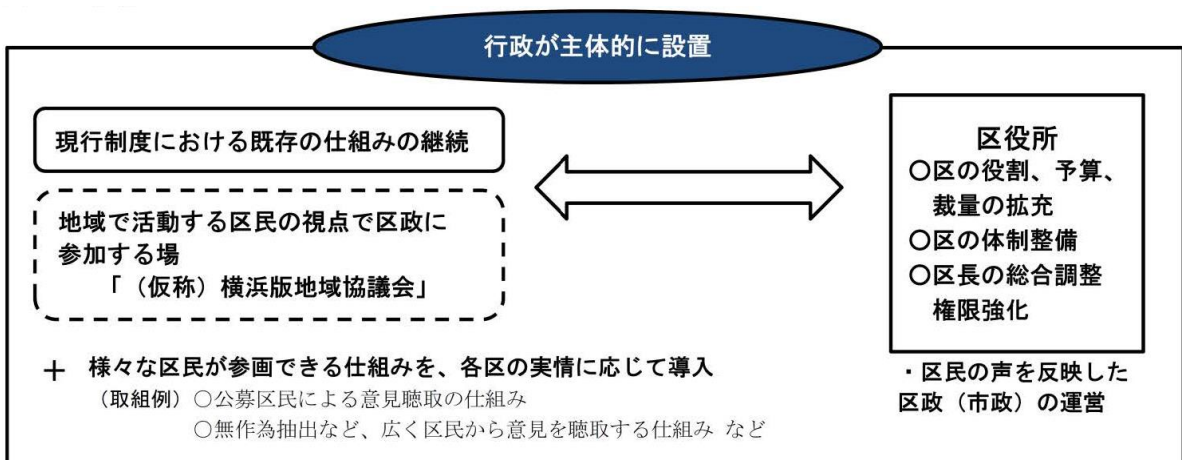 行政が主体的に設置
現行制度における既存の仕組みの継続
地域で活動する区民の視点で区政に
参加する場
「（仮称）横浜版地域協議会」
＋ 様々な区民が参画できる仕組みを、各区の実情に応じて導入
（取組例）○公募区民による意見聴取の仕組み
○無作為抽出など、広く区民から意見を聴取する仕組み など
区役所
○区の役割、予算、
裁量の拡充
○区の体制整備
○区長の総合調整
権限強化
・区民の声を反映した
区政（市政）の運営